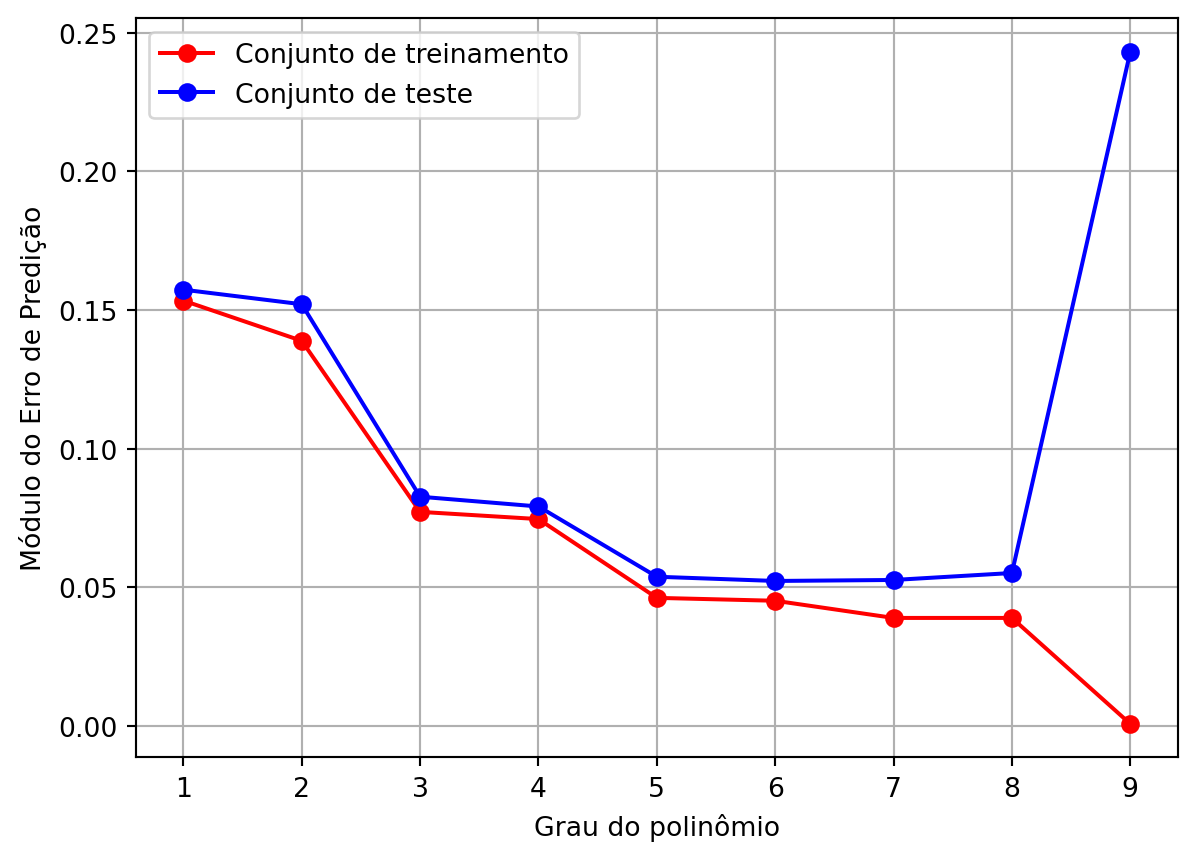 0.25
0.20
0.15
0.10
0.05
0.00
Módulo do Erro de Predição
Conjunto de treinamento
Conjunto de teste
1 2 3 4 5 6 7 8 9
Grau do polinômio